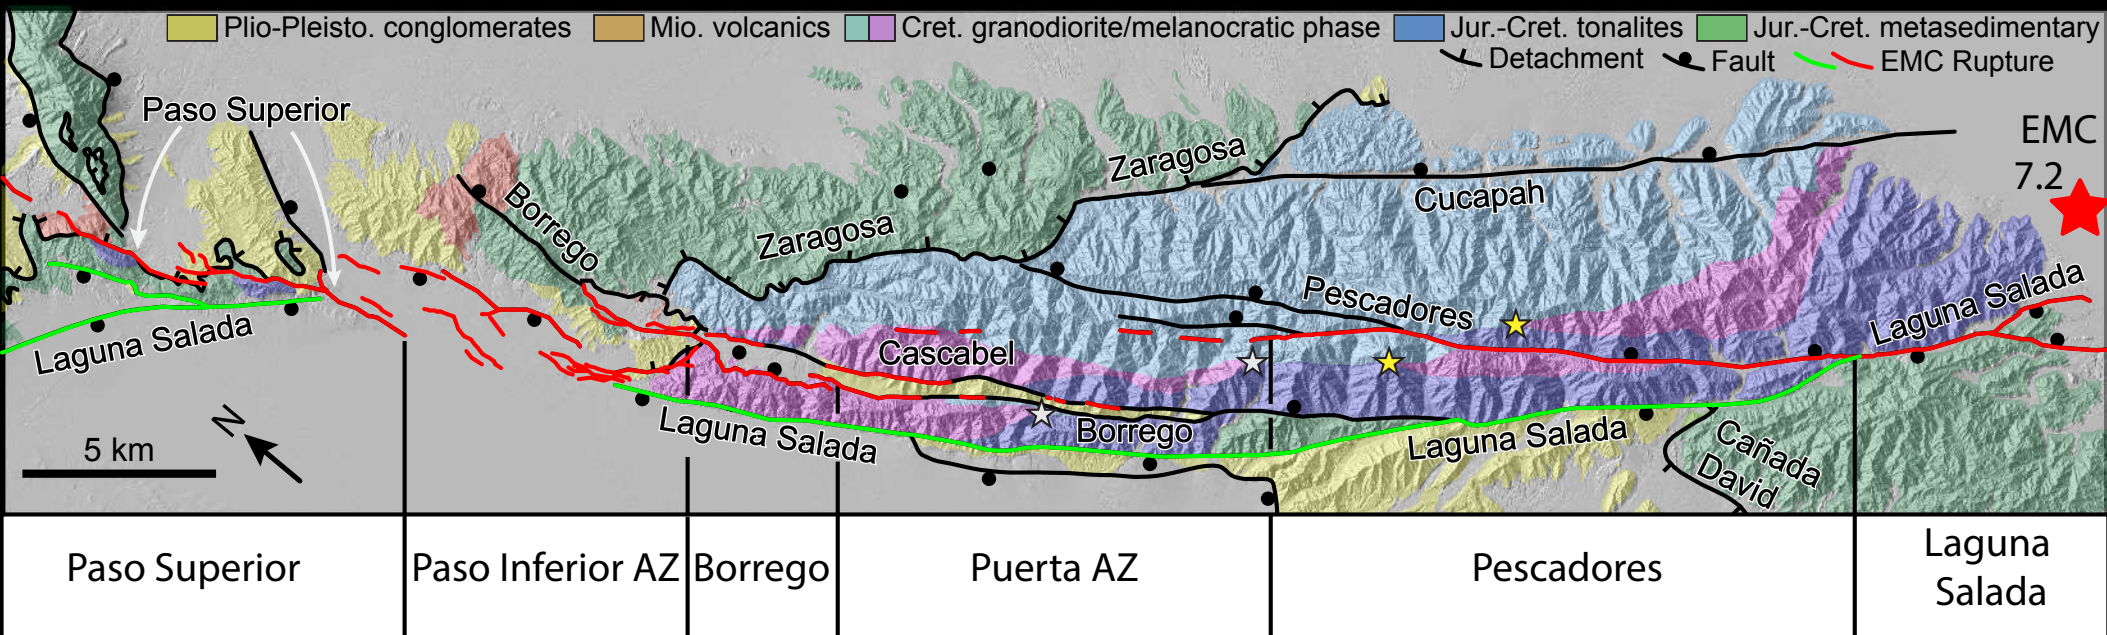 Plio-Pleisto. conglomerates Mio. volcanics Cret. granodiorite/melanocratic phase Jur.-Cret. tonalites Jur.-Cret. metasedimentary
Detachment Fault EMC Rupture
Paso Superior
EMC
7.2
Zaragosa
Borrego
Cucapah
Zaragosa
Pescadores
Laguna Salada
Laguna Salada
Cascabel
N
5 km
Laguna Salada
Borrego
Laguna Salada
Cañada
David
Paso Superior
Paso Inferior AZ
Borrego
Puerta AZ
Pescadores
Laguna
Salada